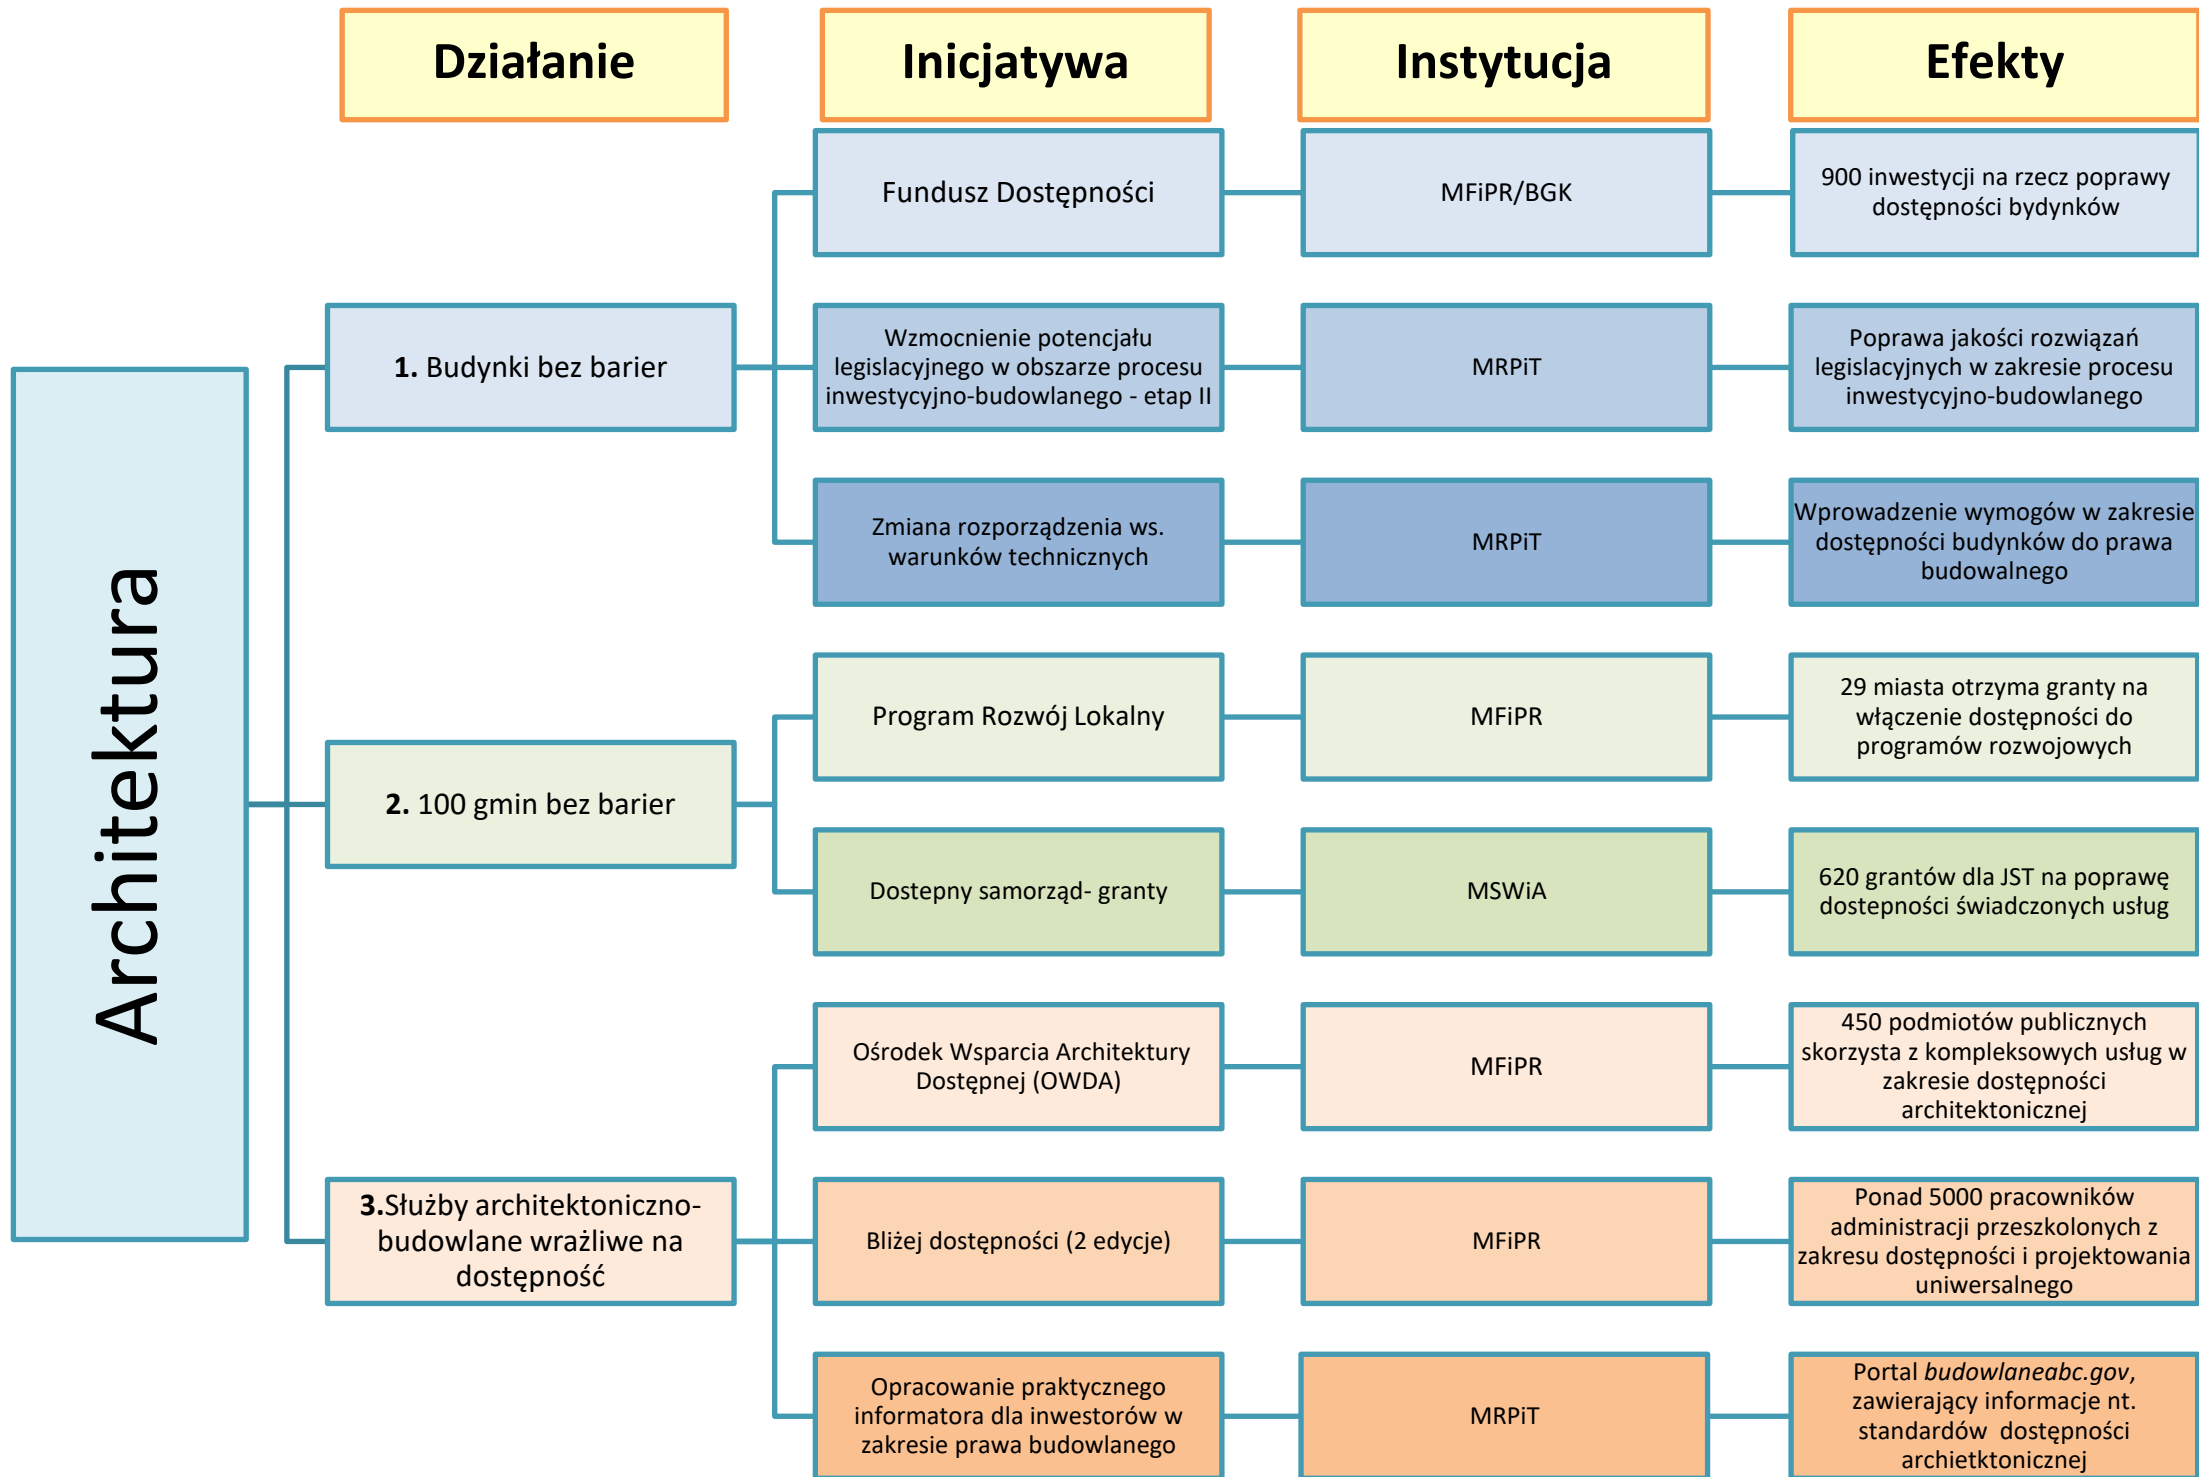 Działanie
Inicjatywa
Instytucja
Efekty
Architektura
1. Budynki bez barier
Fundusz Dostępności
MFiPR/BGK
900 inwestycji na rzecz poprawy
dostępności bydynków
Wzmocnienie potencjału
legislacyjnego w obszarze procesu
inwestycyjno-budowlanego - etap II
MRPiT
Poprawa jakości rozwiązań
legislacyjnych w zakresie procesu
inwestycyjno-budowlanego
Zmiana rozporządzenia ws.
warunków technicznych
MRPiT
Wprowadzenie wymogów w zakresie
dostępności budynków do prawa
budowalnego
2. 100 gmin bez barier
Program Rozwój Lokalny
MFiPR
29 miasta otrzyma granty na
włączenie dostępności do
programów rozwojowych
Dostepny samorząd- granty
MSWiA
620 grantów dla JST na poprawę
dostepności świadczonych usług
3.Służby architektoniczno-
budowlane wrażliwe na
dostępność
Ośrodek Wsparcia Architektury
Dostępnej (OWDA)
MFiPR
450 podmiotów publicznych
skorzysta z kompleksowych usług w
zakresie dostępności
architektonicznej
Bliżej dostępności (2 edycje)
MFiPR
Ponad 5000 pracowników
administracji przeszkolonych z
zakresu dostępności i projektowania
uniwersalnego
Opracowanie praktycznego
informatora dla inwestorów w
zakresie prawa budowlanego
MRPiT
Portal budowlaneabc.gov,
zawierający informacje nt.
standardów  dostępności
archietktonicznej